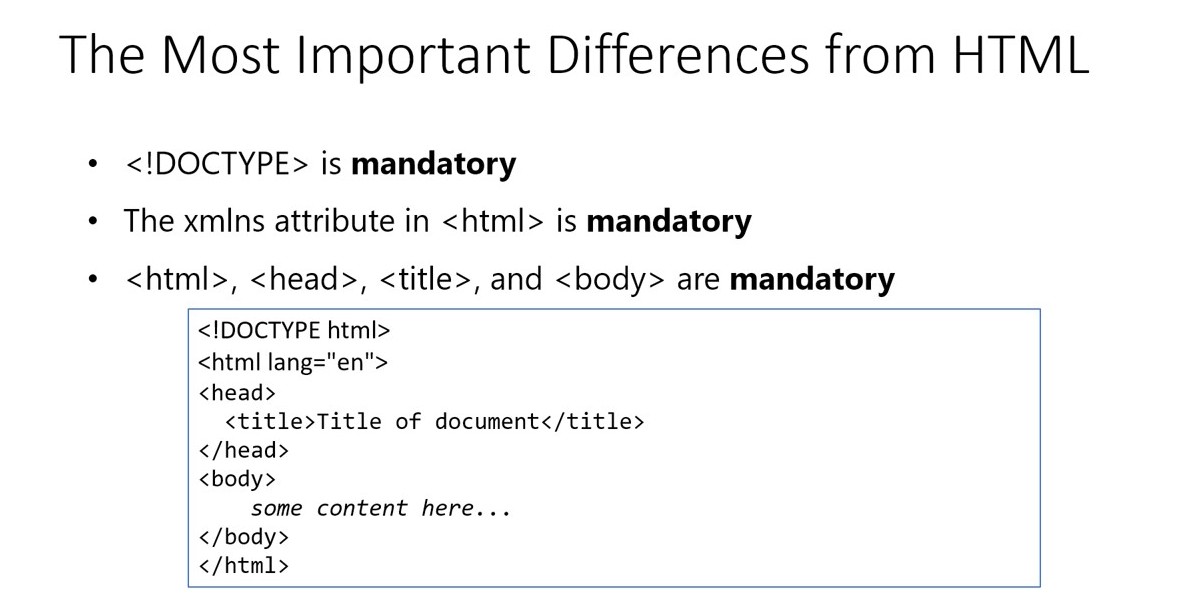 The Most Important Differences from HTML
• <!DOCTYPE> is mandatory
• The xmlns attribute in <html> is mandatory
• <html>, <head>, <title>, and <body> are mandatory
<!DOCTYPE html>
<html lang="en">
<head>
  <title>Title of document</title>
</head>
<body>
    some content here...
</body>
</html>